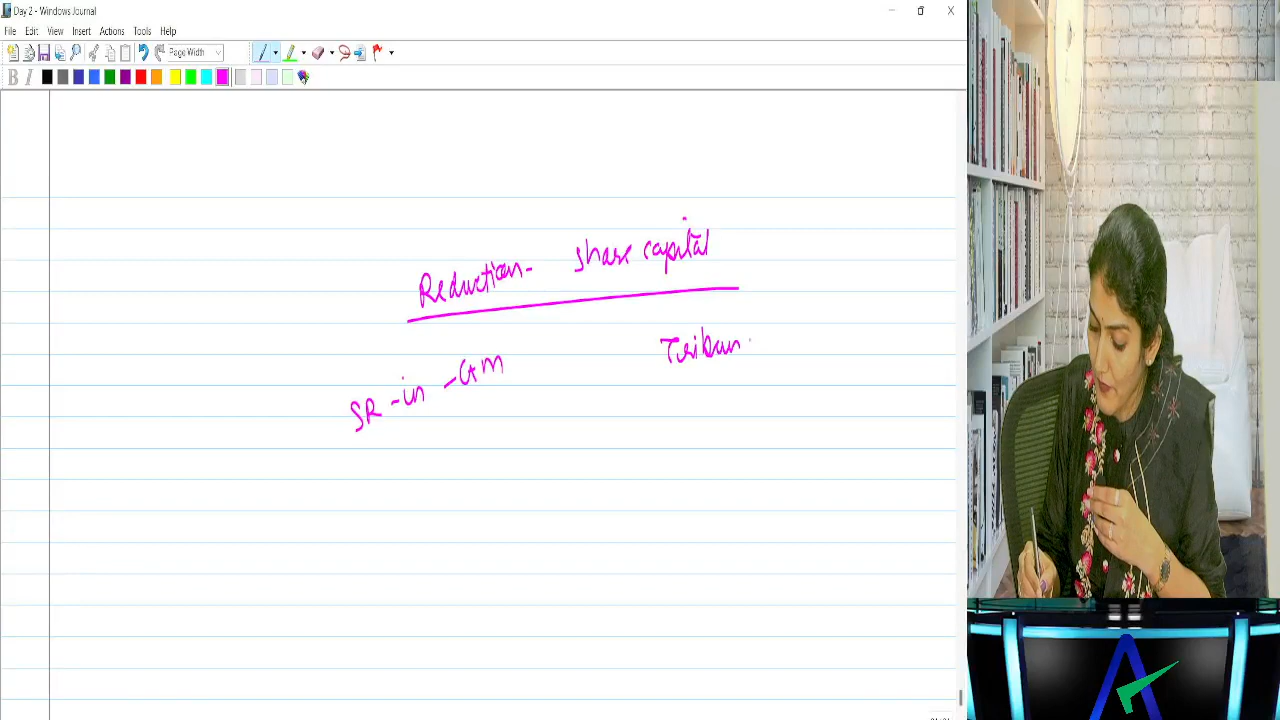 Day 2 - Windows Journal
File Edit View Insert Actions Tools Help
Page Width
B I
Reduction- share capital
SR -in -GM
Tribun